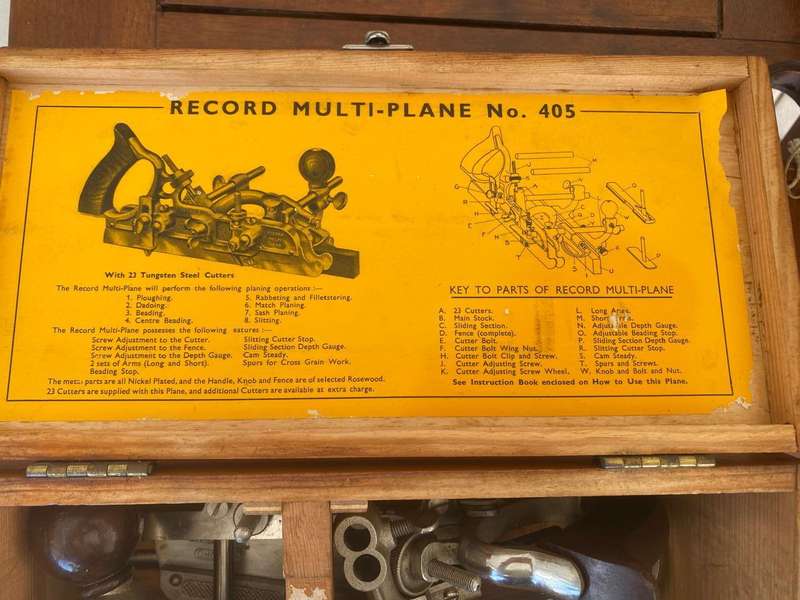 RECORD MULTI-PLANE No. 405
With 23 Tungsten Steel Cutters
The Record Multi-Plane will perform the following planing operations :—
1. Ploughing.
2. Dadoing.
3. Beading.
4. Centre Beading.
5. Rabbeting and Filletstering.
6. Match Planing.
7. Sash Planing.
8. Slitting.
The Record Multi-Plane possesses the following eatures :—
Screw Adjustment to the Cutter.
Screw Adjustment to the Fence.
Screw Adjustment to the Depth Gauge.
2 sets of Arms (Long and Short).
Beading Stop.
Slitting Cutter Stop.
Sliding Section Depth Gauge.
Cam Steady.
Spurs for Cross Grain Work.
The metal parts are all Nickel Plated, and the Handle, Knob and Fence are of selected Rosewood.
23 Cutters are supplied with this Plane, and additional Cutters are available at extra charge.
KEY TO PARTS OF RECORD MULTI-PLANE
A. 23 Cutters.
B. Main Stock.
C. Sliding Section.
D. Fence (complete).
E. Cutter Bolt.
F. Cutter Bolt Wing Nut.
H. Cutter Bolt Clip and Screw.
J. Cutter Adjusting Screw.
K. Cutter Adjusting Screw Wheel.
L. Long Arms.
M. Short Arms.
N. Adjustable Depth Gauge.
O. Adjustable Beading Stop.
P. Sliding Section Depth Gauge.
R. Slitting Cutter Stop.
S. Cam Steady.
T. Spurs and Screws.
W. Knob and Bolt and Nut.
See Instruction Book enclosed on How to Use this Plane.